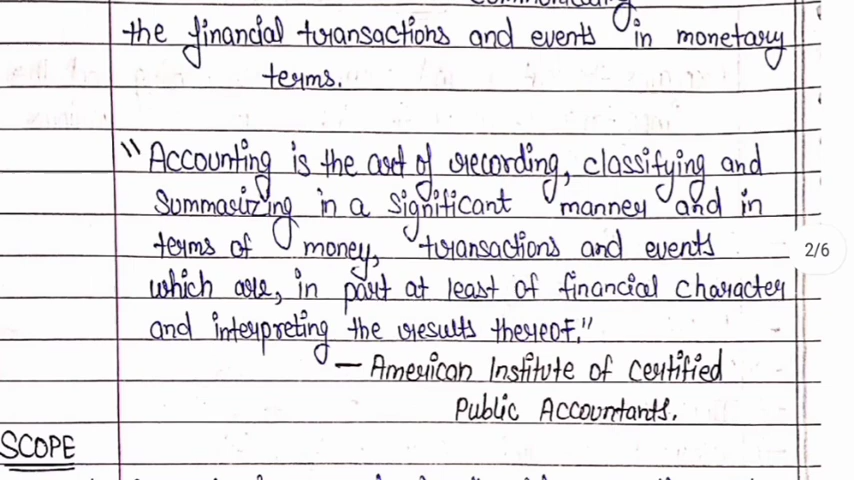 the financial transactions and events in monetary
terms.
"Accounting is the art of recording, classifying and
Summarizing in a significant manner and in
terms of money, transactions and events
which are, in part at least of financial character
and interpreting the results thereof."
— American Institute of Certified
Public Accountants.
2/6
SCOPE